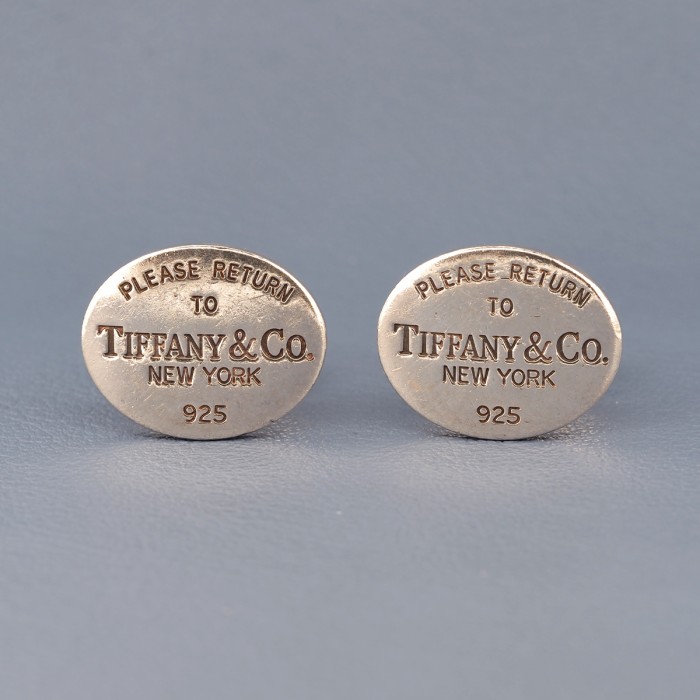 PLEASE RETURN
TO
TIFFANY & CO.
NEW YORK
925
PLEASE RETURN
TO
TIFFANY & CO.
NEW YORK
925